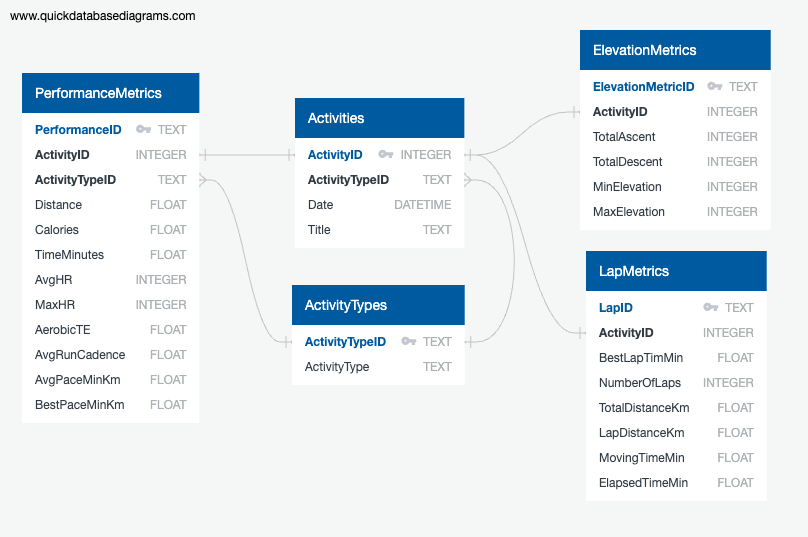 www.quickdatabasediagrams.com
PerformanceMetrics
PerformanceID TEXT
ActivityID INTEGER
ActivityTypeID TEXT
Distance FLOAT
Calories FLOAT
TimeMinutes FLOAT
AvgHR INTEGER
MaxHR INTEGER
AerobicTE FLOAT
AvgRunCadence FLOAT
AvgPaceMinKm FLOAT
BestPaceMinKm FLOAT
Activities
ActivityID INTEGER
ActivityTypeID TEXT
Date DATETIME
Title TEXT
ActivityTypes
ActivityTypeID TEXT
ActivityType TEXT
ElevationMetrics
ElevationMetricID TEXT
ActivityID INTEGER
TotalAscent INTEGER
TotalDescent INTEGER
MinElevation INTEGER
MaxElevation INTEGER
LapMetrics
LapID TEXT
ActivityID INTEGER
BestLapTimMin FLOAT
NumberOfLaps INTEGER
TotalDistanceKm FLOAT
LapDistanceKm FLOAT
MovingTimeMin FLOAT
ElapsedTimeMin FLOAT